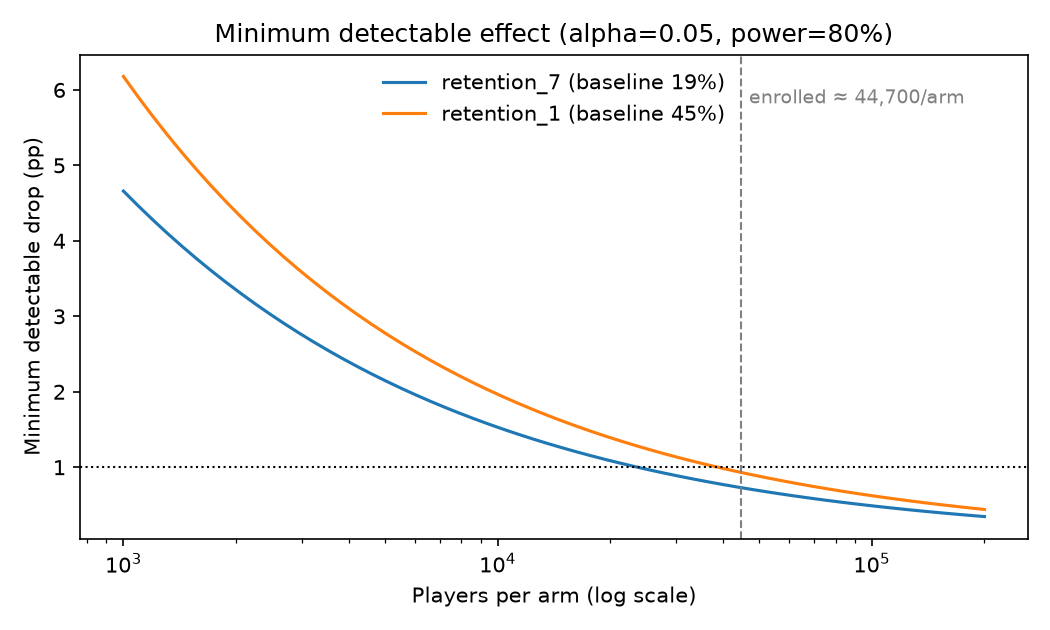 Minimum detectable effect (alpha=0.05, power=80%)
retention_7 (baseline 19%)
retention_1 (baseline 45%)
enrolled ≈ 44,700/arm
Minimum detectable drop (pp)
6
5
4
3
2
1
10³
10⁴
10⁵
Players per arm (log scale)